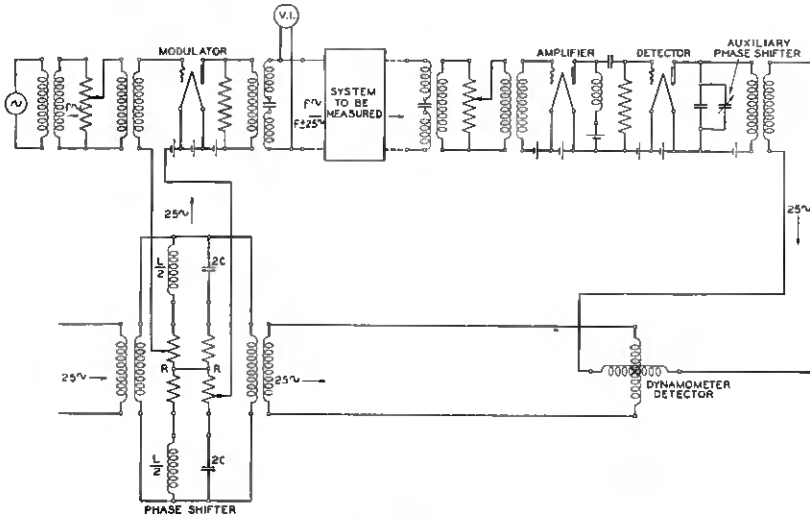 V.I.
MODULATOR
AMPLIFIER
DETECTOR
AUXILIARY
PHASE SHIFTER
F~
F~
F±25~
SYSTEM
TO BE
MEASURED
25~
25~
L/2
2C
R
R
25~
25~
DYNAMOMETER
DETECTOR
L/2
2C
PHASE SHIFTER